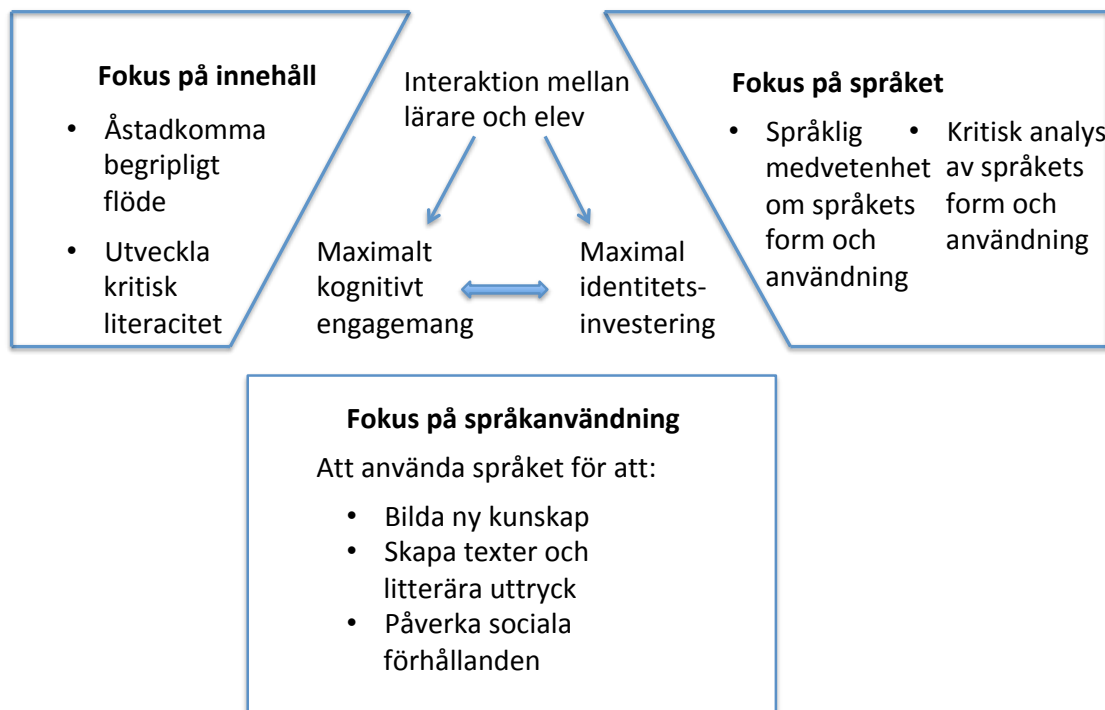 Fokus på innehåll
• Åstadkomma
begripligt
flöde
• Utveckla
kritisk
literacitet
Interaktion mellan
lärare och elev
Maximalt
kognitivt
engagemang
Maximal
identitets-
investering
Fokus på språket
• Språklig
medvetenhet
om språkets
form och
användning
• Kritisk analys
av språkets
form och
användning
Fokus på språkanvändning
Att använda språket för att:
• Bilda ny kunskap
• Skapa texter och
litterära uttryck
• Påverka sociala
förhållanden